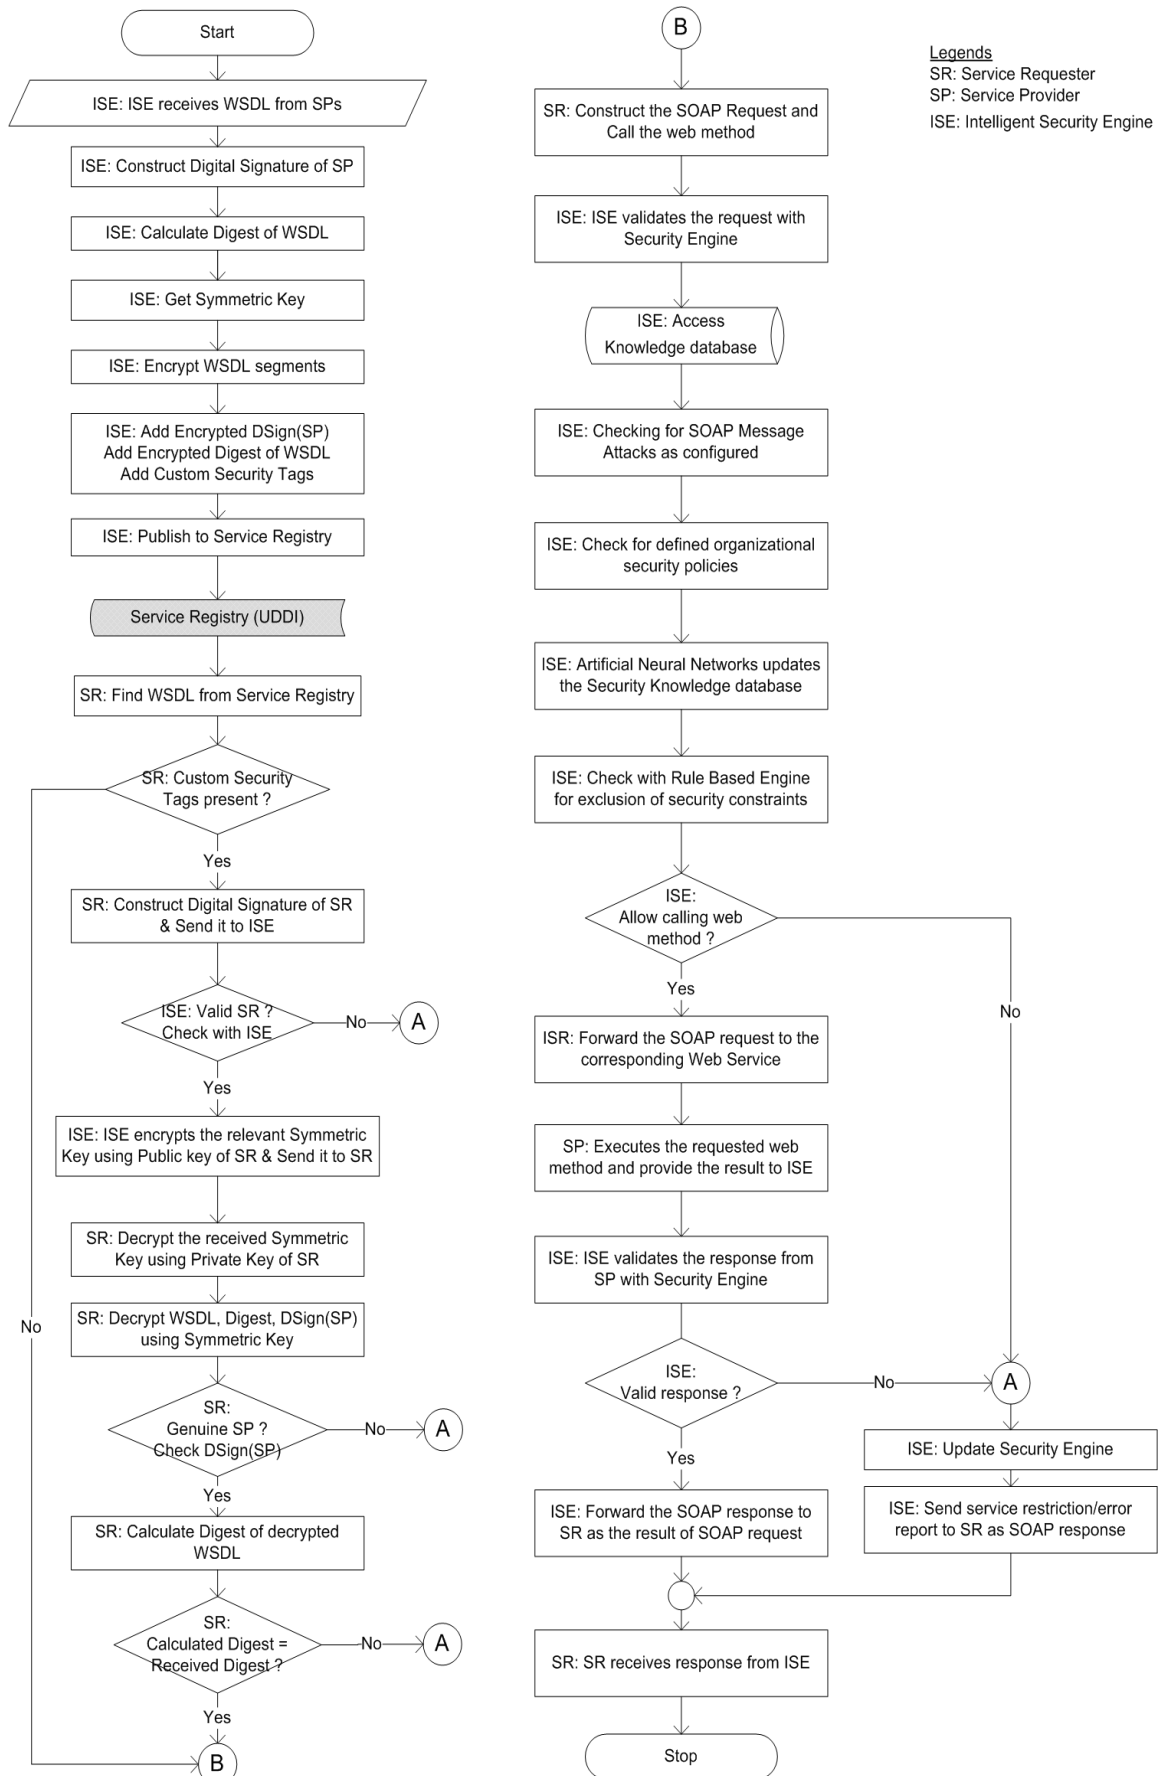 Start
ISE: ISE receives WSDL from SPs
ISE: Construct Digital Signature of SP
ISE: Calculate Digest of WSDL
ISE: Get Symmetric Key
ISE: Encrypt WSDL segments
ISE: Add Encrypted DSign(SP)
Add Encrypted Digest of WSDL
Add Custom Security Tags
ISE: Publish to Service Registry
Service Registry (UDDI)
SR: Find WSDL from Service Registry
SR: Custom Security
Tags present ?
Yes
SR: Construct Digital Signature of SR
& Send it to ISE
ISE: Valid SR ?
Check with ISE
No
A
Yes
ISE: ISE encrypts the relevant Symmetric
Key using Public key of SR & Send it to SR
SR: Decrypt the received Symmetric
Key using Private Key of SR
SR: Decrypt WSDL, Digest, DSign(SP)
using Symmetric Key
No
SR:
Genuine SP ?
Check DSign(SP)
No
A
Yes
SR: Calculate Digest of decrypted
WSDL
SR:
Calculated Digest =
Received Digest ?
No
A
Yes
B
B
SR: Construct the SOAP Request and
Call the web method
ISE: ISE validates the request with
Security Engine
ISE: Access
Knowledge database
ISE: Checking for SOAP Message
Attacks as configured
ISE: Check for defined organizational
security policies
ISE: Artificial Neural Networks updates
the Security Knowledge database
ISE: Check with Rule Based Engine
for exclusion of security constraints
ISE:
Allow calling web
method ?
Yes
No
ISR: Forward the SOAP request to the
corresponding Web Service
SP: Executes the requested web
method and provide the result to ISE
ISE: ISE validates the response from
SP with Security Engine
ISE:
Valid response ?
No
A
Yes
ISE: Update Security Engine
ISE: Send service restriction/error
report to SR as SOAP response
ISE: Forward the SOAP response to
SR as the result of SOAP request
SR: SR receives response from ISE
Stop
Legends
SR: Service Requester
SP: Service Provider
ISE: Intelligent Security Engine